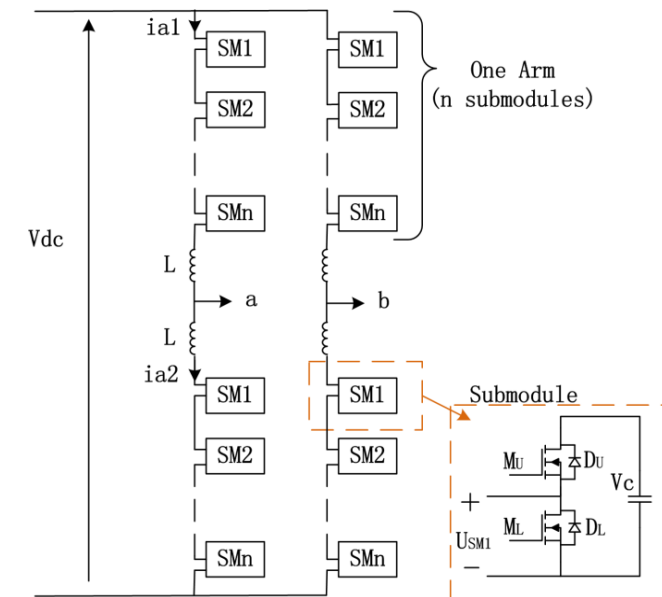 ia1
SM1
SM1
One Arm
(n submodules)
SM2
SM2
SMn
SMn
Vdc
L
a
b
L
ia2
SM1
SM1
Submodule
SM2
SM2
MU
DU
Vc
+
USM1
ML
DL
−
SMn
SMn